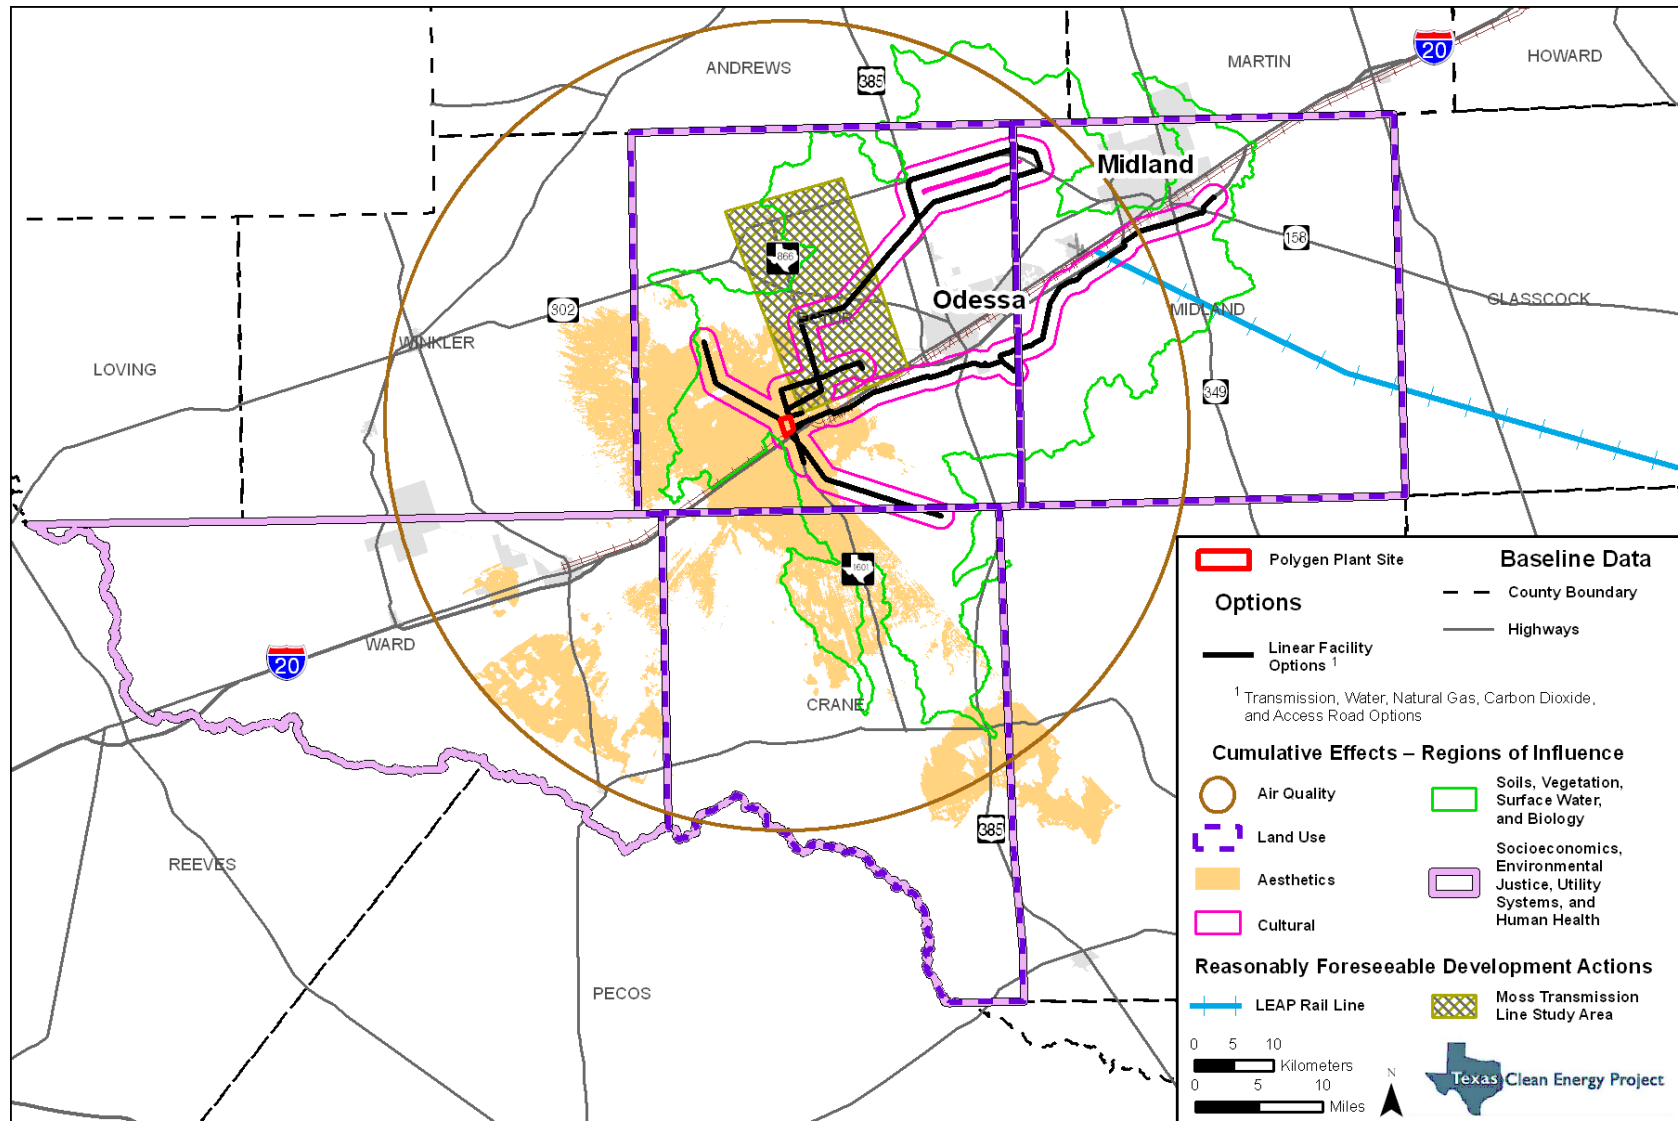 ANDREWS
385
MARTIN
20
HOWARD
Midland
866
158
302
Odessa
ECTOR
MIDLAND
GLASSCOCK
WINKLER
LOVING
349
1601
WARD
20
CRANE
385
REEVES
PECOS
Polygen Plant Site
Baseline Data
Options
County Boundary
Highways
Linear Facility
Options 1
1 Transmission, Water, Natural Gas, Carbon Dioxide,
and Access Road Options
Cumulative Effects – Regions of Influence
Air Quality
Soils, Vegetation,
Surface Water,
and Biology
Land Use
Aesthetics
Socioeconomics,
Environmental
Justice, Utility
Systems, and
Human Health
Cultural
Reasonably Foreseeable Development Actions
LEAP Rail Line
Moss Transmission
Line Study Area
0 5 10
Kilometers
0 5 10
Miles
N
Texas Clean Energy Project